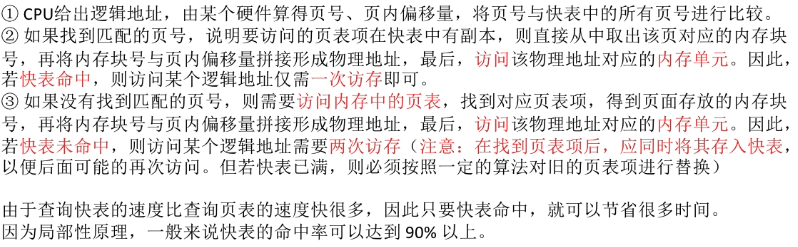 ① CPU给出逻辑地址，由某个硬件算得页号、页内偏移量，将页号与快表中的所有页号进行比较。
② 如果找到匹配的页号，说明要访问的页表项在快表中有副本，则直接从中取出该页对应的内存块
号，再将内存块号与页内偏移量拼接形成物理地址，最后，访问该物理地址对应的内存单元。因此，
若快表命中，则访问某个逻辑地址仅需一次访存即可。
③ 如果没有找到匹配的页号，则需要访问内存中的页表，找到对应页表项，得到页面存放的内存块
号，再将内存块号与页内偏移量拼接形成物理地址，最后，访问该物理地址对应的内存单元。因此，
若快表未命中，则访问某个逻辑地址需要两次访存（注意：在找到页表项后，应同时将其存入快表，
以便后面可能的再次访问。但若快表已满，则必须按照一定的算法对旧的页表项进行替换）
由于查询快表的速度比查询页表的速度快很多，因此只要快表命中，就可以节省很多时间。
因为局部性原理，一般来说快表的命中率可以达到 90% 以上。